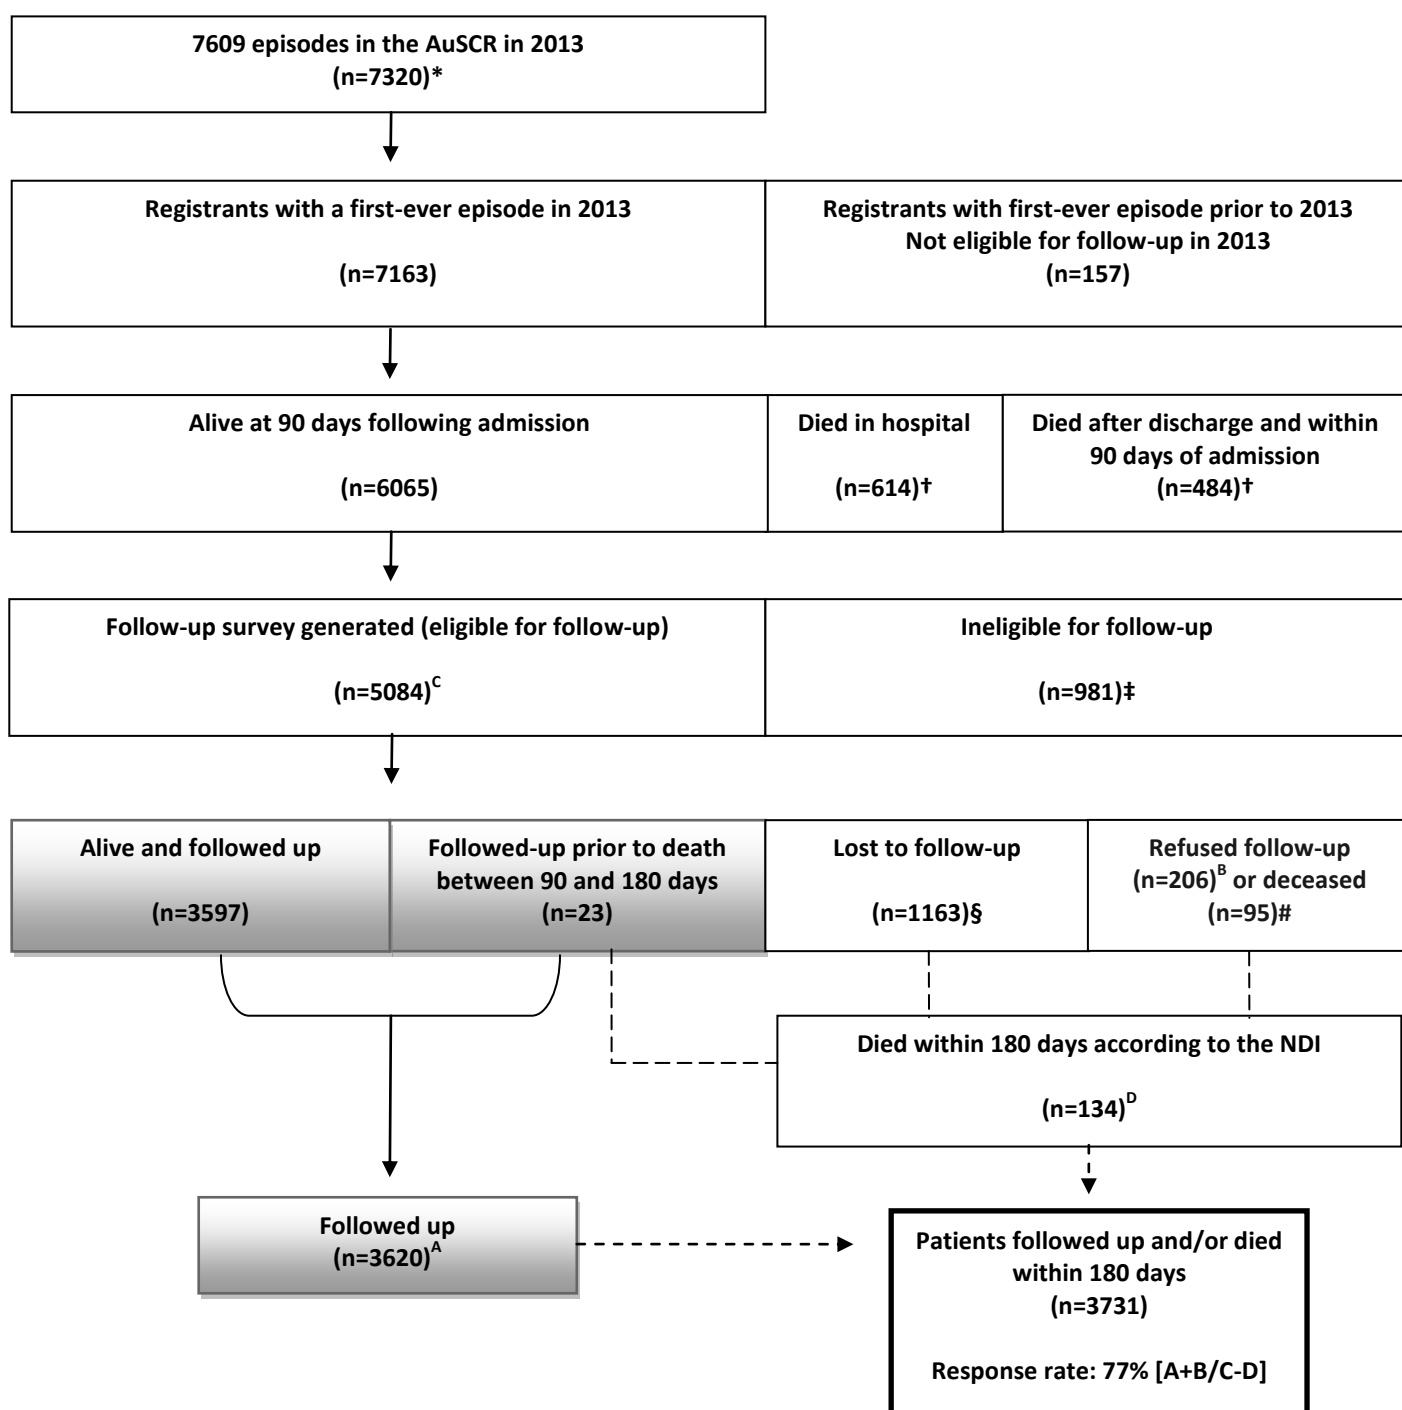 7609 episodes in the AuSCR in 2013
(n=7320)*
Registrants with a first-ever episode in 2013
(n=7163)
Registrants with first-ever episode prior to 2013
Not eligible for follow-up in 2013
(n=157)
Alive at 90 days following admission
(n=6065)
Died in hospital
(n=614)†
Died after discharge and within
90 days of admission
(n=484)†
Follow-up survey generated (eligible for follow-up)
(n=5084)C
Ineligible for follow-up
(n=981)‡
Alive and followed up
(n=3597)
Followed-up prior to death
between 90 and 180 days
(n=23)
Lost to follow-up
(n=1163)§
Refused follow-up
(n=206)B or deceased
(n=95)#
Died within 180 days according to the NDI
(n=134)D
Followed up
(n=3620)A
Patients followed up and/or died
within 180 days
(n=3731)
Response rate: 77% [A+B/C-D]